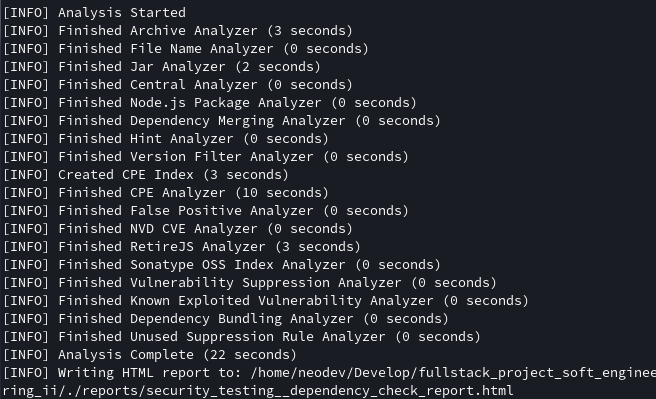 [INFO] Analysis Started
[INFO] Finished Archive Analyzer (3 seconds)
[INFO] Finished File Name Analyzer (0 seconds)
[INFO] Finished Jar Analyzer (2 seconds)
[INFO] Finished Central Analyzer (0 seconds)
[INFO] Finished Node.js Package Analyzer (0 seconds)
[INFO] Finished Dependency Merging Analyzer (0 seconds)
[INFO] Finished Hint Analyzer (0 seconds)
[INFO] Finished Version Filter Analyzer (0 seconds)
[INFO] Created CPE Index (3 seconds)
[INFO] Finished CPE Analyzer (10 seconds)
[INFO] Finished False Positive Analyzer (0 seconds)
[INFO] Finished NVD CVE Analyzer (0 seconds)
[INFO] Finished RetireJS Analyzer (3 seconds)
[INFO] Finished Sonatype OSS Index Analyzer (0 seconds)
[INFO] Finished Vulnerability Suppression Analyzer (0 seconds)
[INFO] Finished Known Exploited Vulnerability Analyzer (0 seconds)
[INFO] Finished Dependency Bundling Analyzer (0 seconds)
[INFO] Finished Unused Suppression Rule Analyzer (0 seconds)
[INFO] Analysis Complete (22 seconds)
[INFO] Writing HTML report to: /home/neodev/Develop/fullstack_project_soft_enginee
ring_ii/./reports/security_testing__dependency_check_report.html